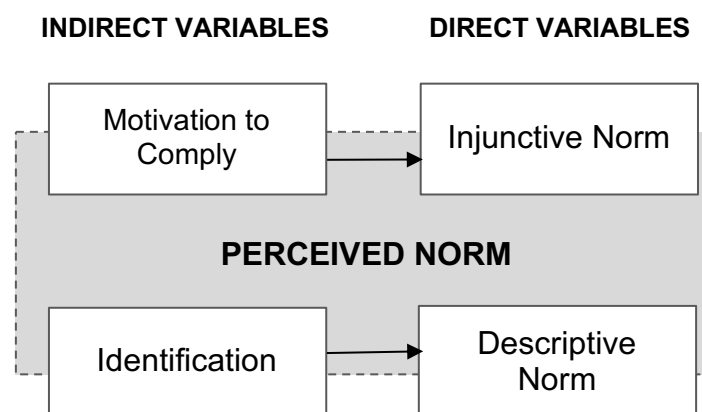 INDIRECT VARIABLES
DIRECT VARIABLES
Motivation to
Comply
Injunctive Norm
PERCEIVED NORM
Identification
Descriptive
Norm